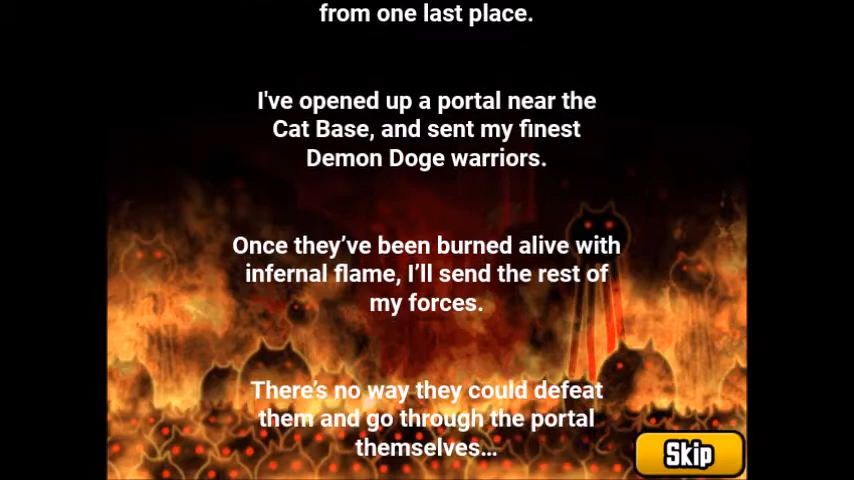 from one last place.
I've opened up a portal near the
Cat Base, and sent my finest
Demon Doge warriors.
Once they’ve been burned alive with
infernal flame, I’ll send the rest of
my forces.
There’s no way they could defeat
them and go through the portal
themselves…
Skip